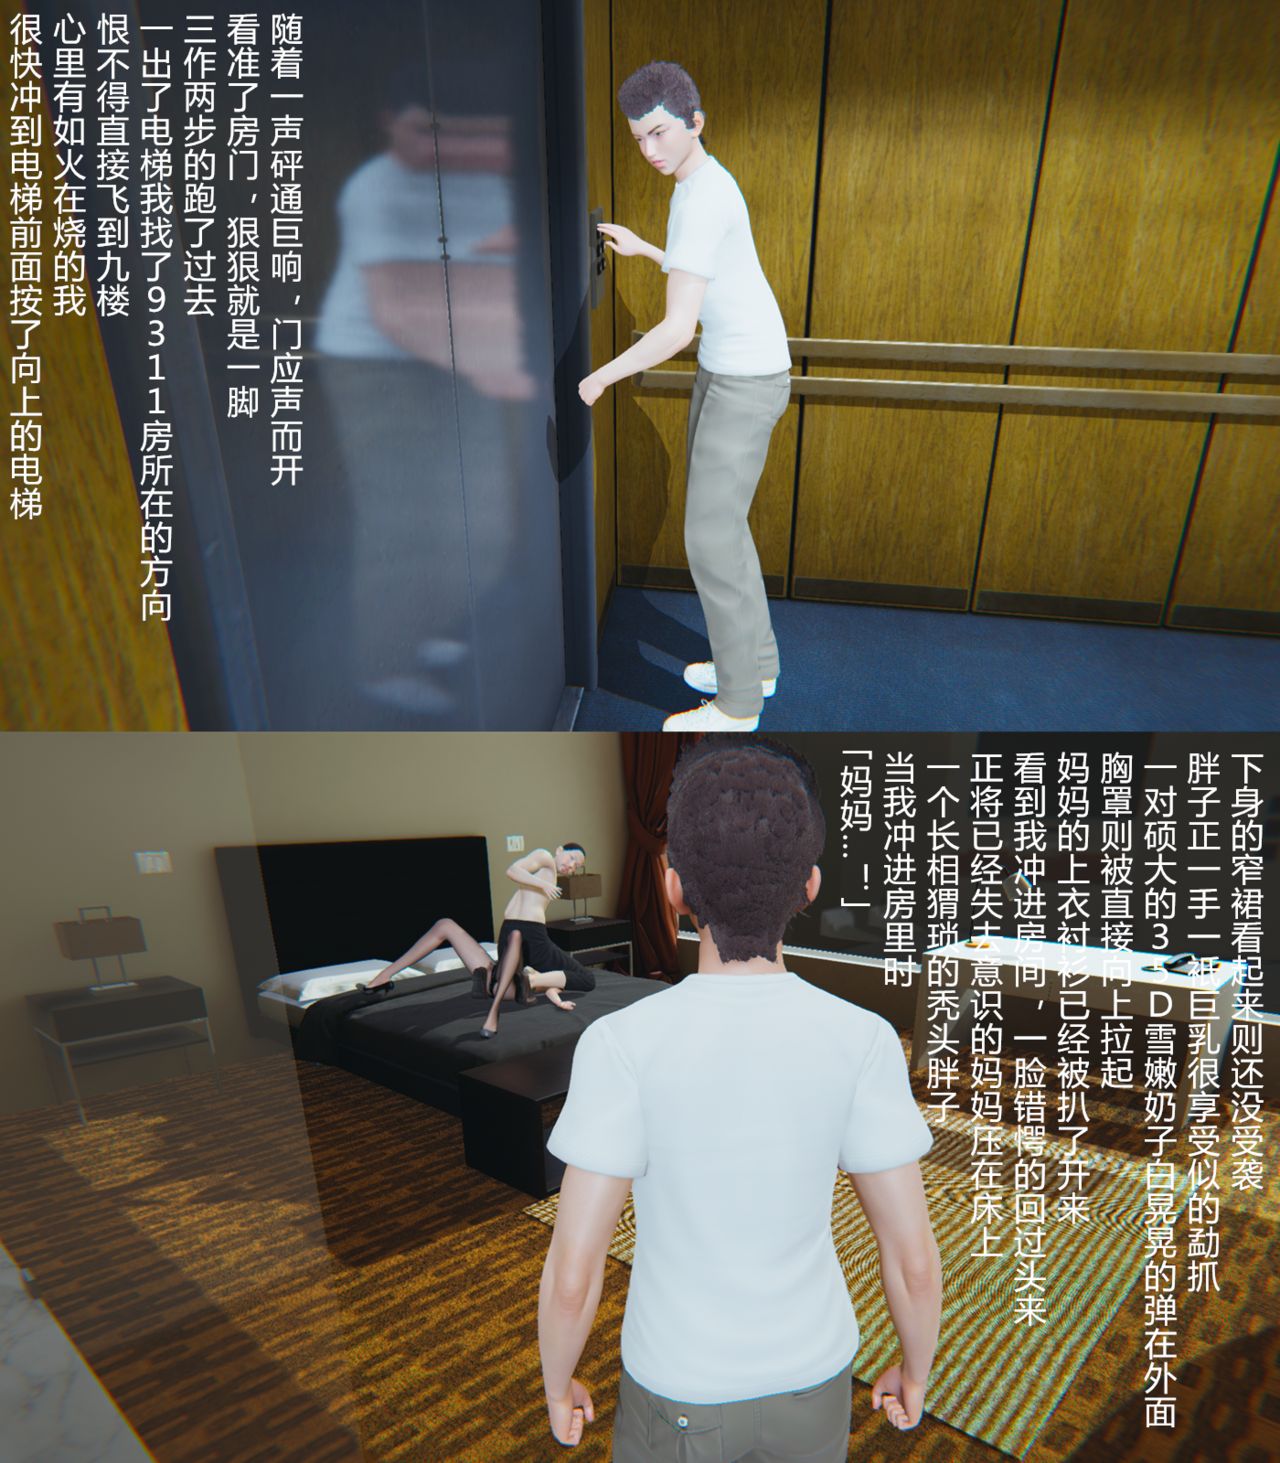 很快冲到电梯前面按了向上的电梯
心里有如火在烧的我
恨不得直接飞到九楼
一出了电梯我找了9311房所在的方向
三作两步的跑了过去
看准了房门，狠狠就是一脚
随着一声砰通巨响，门应声而开
「妈妈…！」
当我冲进房里时
一个长相猥琐的秃头胖子
正将已经失去意识的妈妈压在床上
看到我冲进房间，一脸错愕的回过头来
妈妈的上衣衬衫已经被扒了开来
胸罩则被直接向上拉起
一对硕大的35D雪嫩奶子白晃晃的弹在外面
胖子正一手一祇巨乳很享受似的勐抓
下身的窄裙看起来则还没受袭